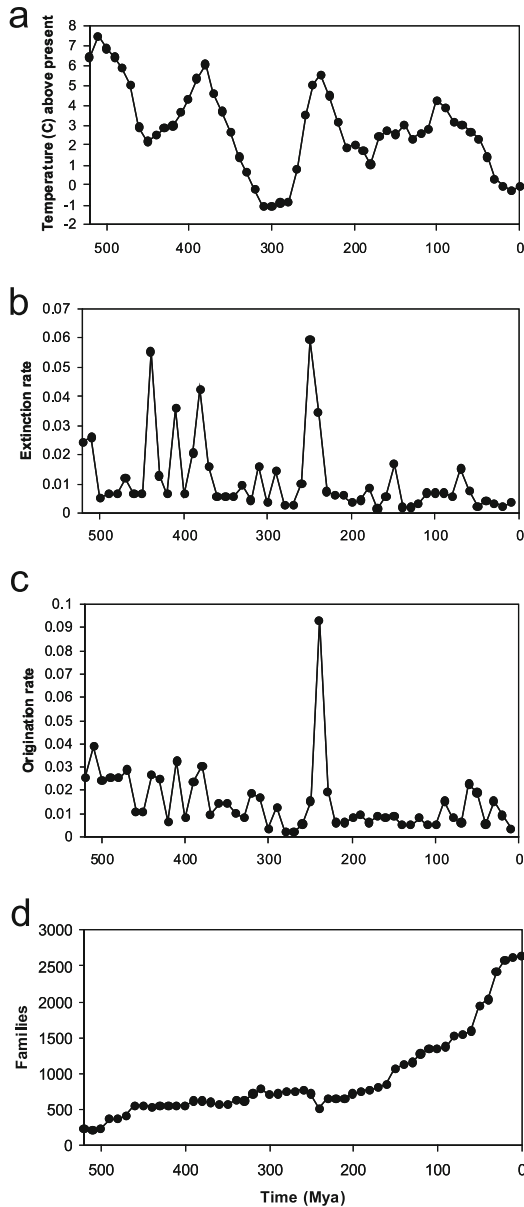 a
Temperature (C) above present
8
7
6
5
4
3
2
1
0
-1
-2
500 400 300 200 100 0
b
Extinction rate
0.07
0.06
0.05
0.04
0.03
0.02
0.01
0
500 400 300 200 100 0
c
Origination rate
0.1
0.09
0.08
0.07
0.06
0.05
0.04
0.03
0.02
0.01
0
500 400 300 200 100 0
d
Families
3000
2500
2000
1500
1000
500
0
500 400 300 200 100 0
Time (Mya)